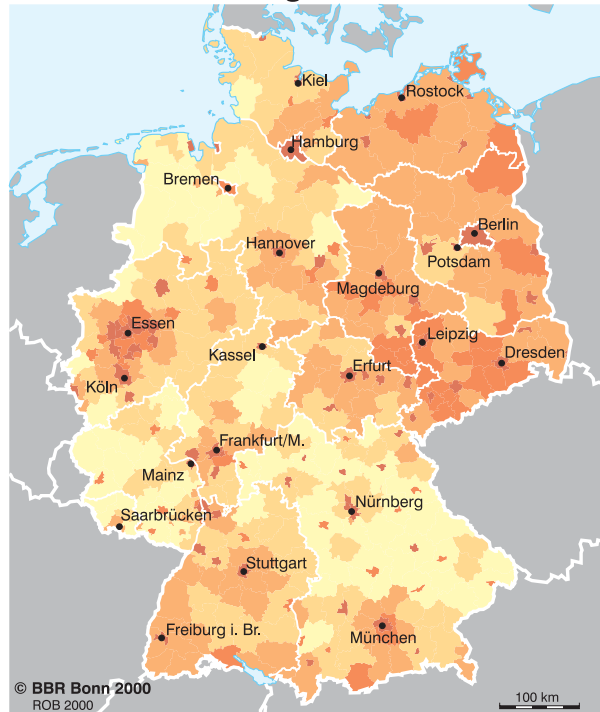 Kiel
Rostock
Hamburg
Bremen
Berlin
Hannover
Potsdam
Magdeburg
Essen
Leipzig
Kassel
Dresden
Erfurt
Köln
Frankfurt/M.
Mainz
Nürnberg
Saarbrücken
Stuttgart
Freiburg i. Br.
München
© BBR Bonn 2000
ROB 2000
100 km